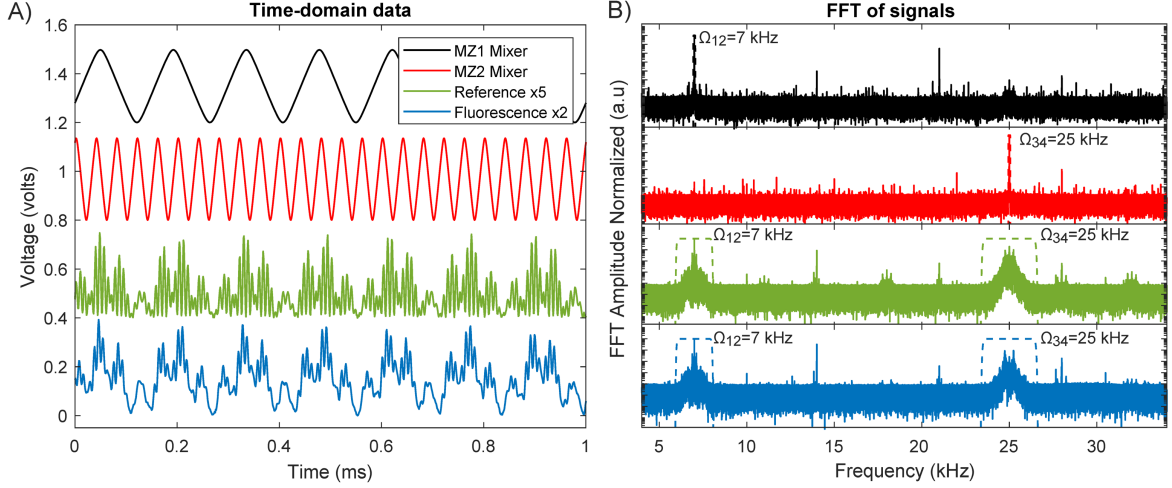 A)
Time-domain data
1.6
1.4
1.2
1
0.8
0.6
0.4
0.2
0
Voltage (volts)
MZ1 Mixer
MZ2 Mixer
Reference x5
Fluorescence x2
0
0.2
0.4
0.6
0.8
1
Time (ms)
B)
FFT of signals
FFT Amplitude Normalized (a.u)
Ω12=7 kHz
Ω34=25 kHz
Ω12=7 kHz
Ω34=25 kHz
Ω12=7 kHz
Ω34=25 kHz
5
10
15
20
25
30
Frequency (kHz)